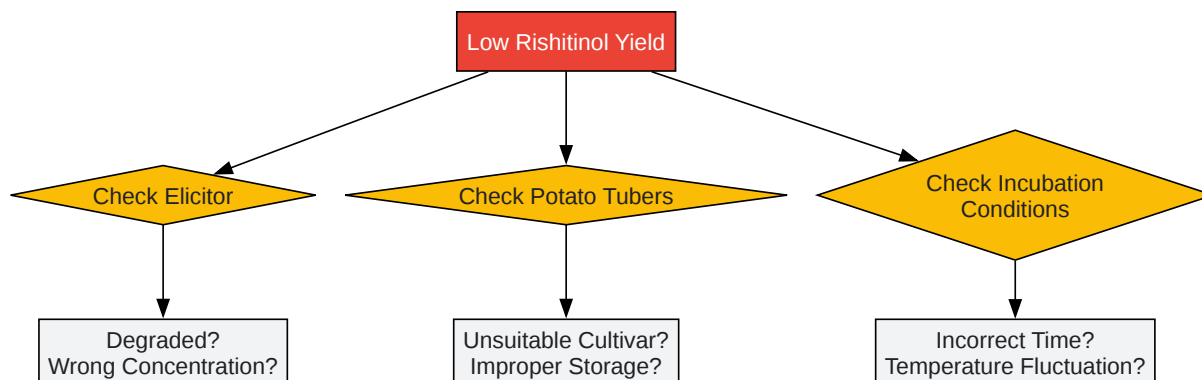 Low Rishitinol Yield
Check Elicitor
Check Potato Tubers
Check Incubation
Conditions
Degraded?
Wrong Concentration?
Unsuitable Cultivar?
Improper Storage?
Incorrect Time?
Temperature Fluctuation?